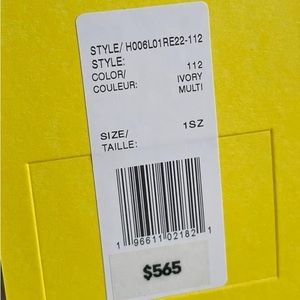 STYLE/ H006L01RE22-112
STYLE:
COLOR/ 112
COULEUR: IVORY
MULTI
SIZE/ 1SZ
TAILLE:
1 96611 02182 1
$565